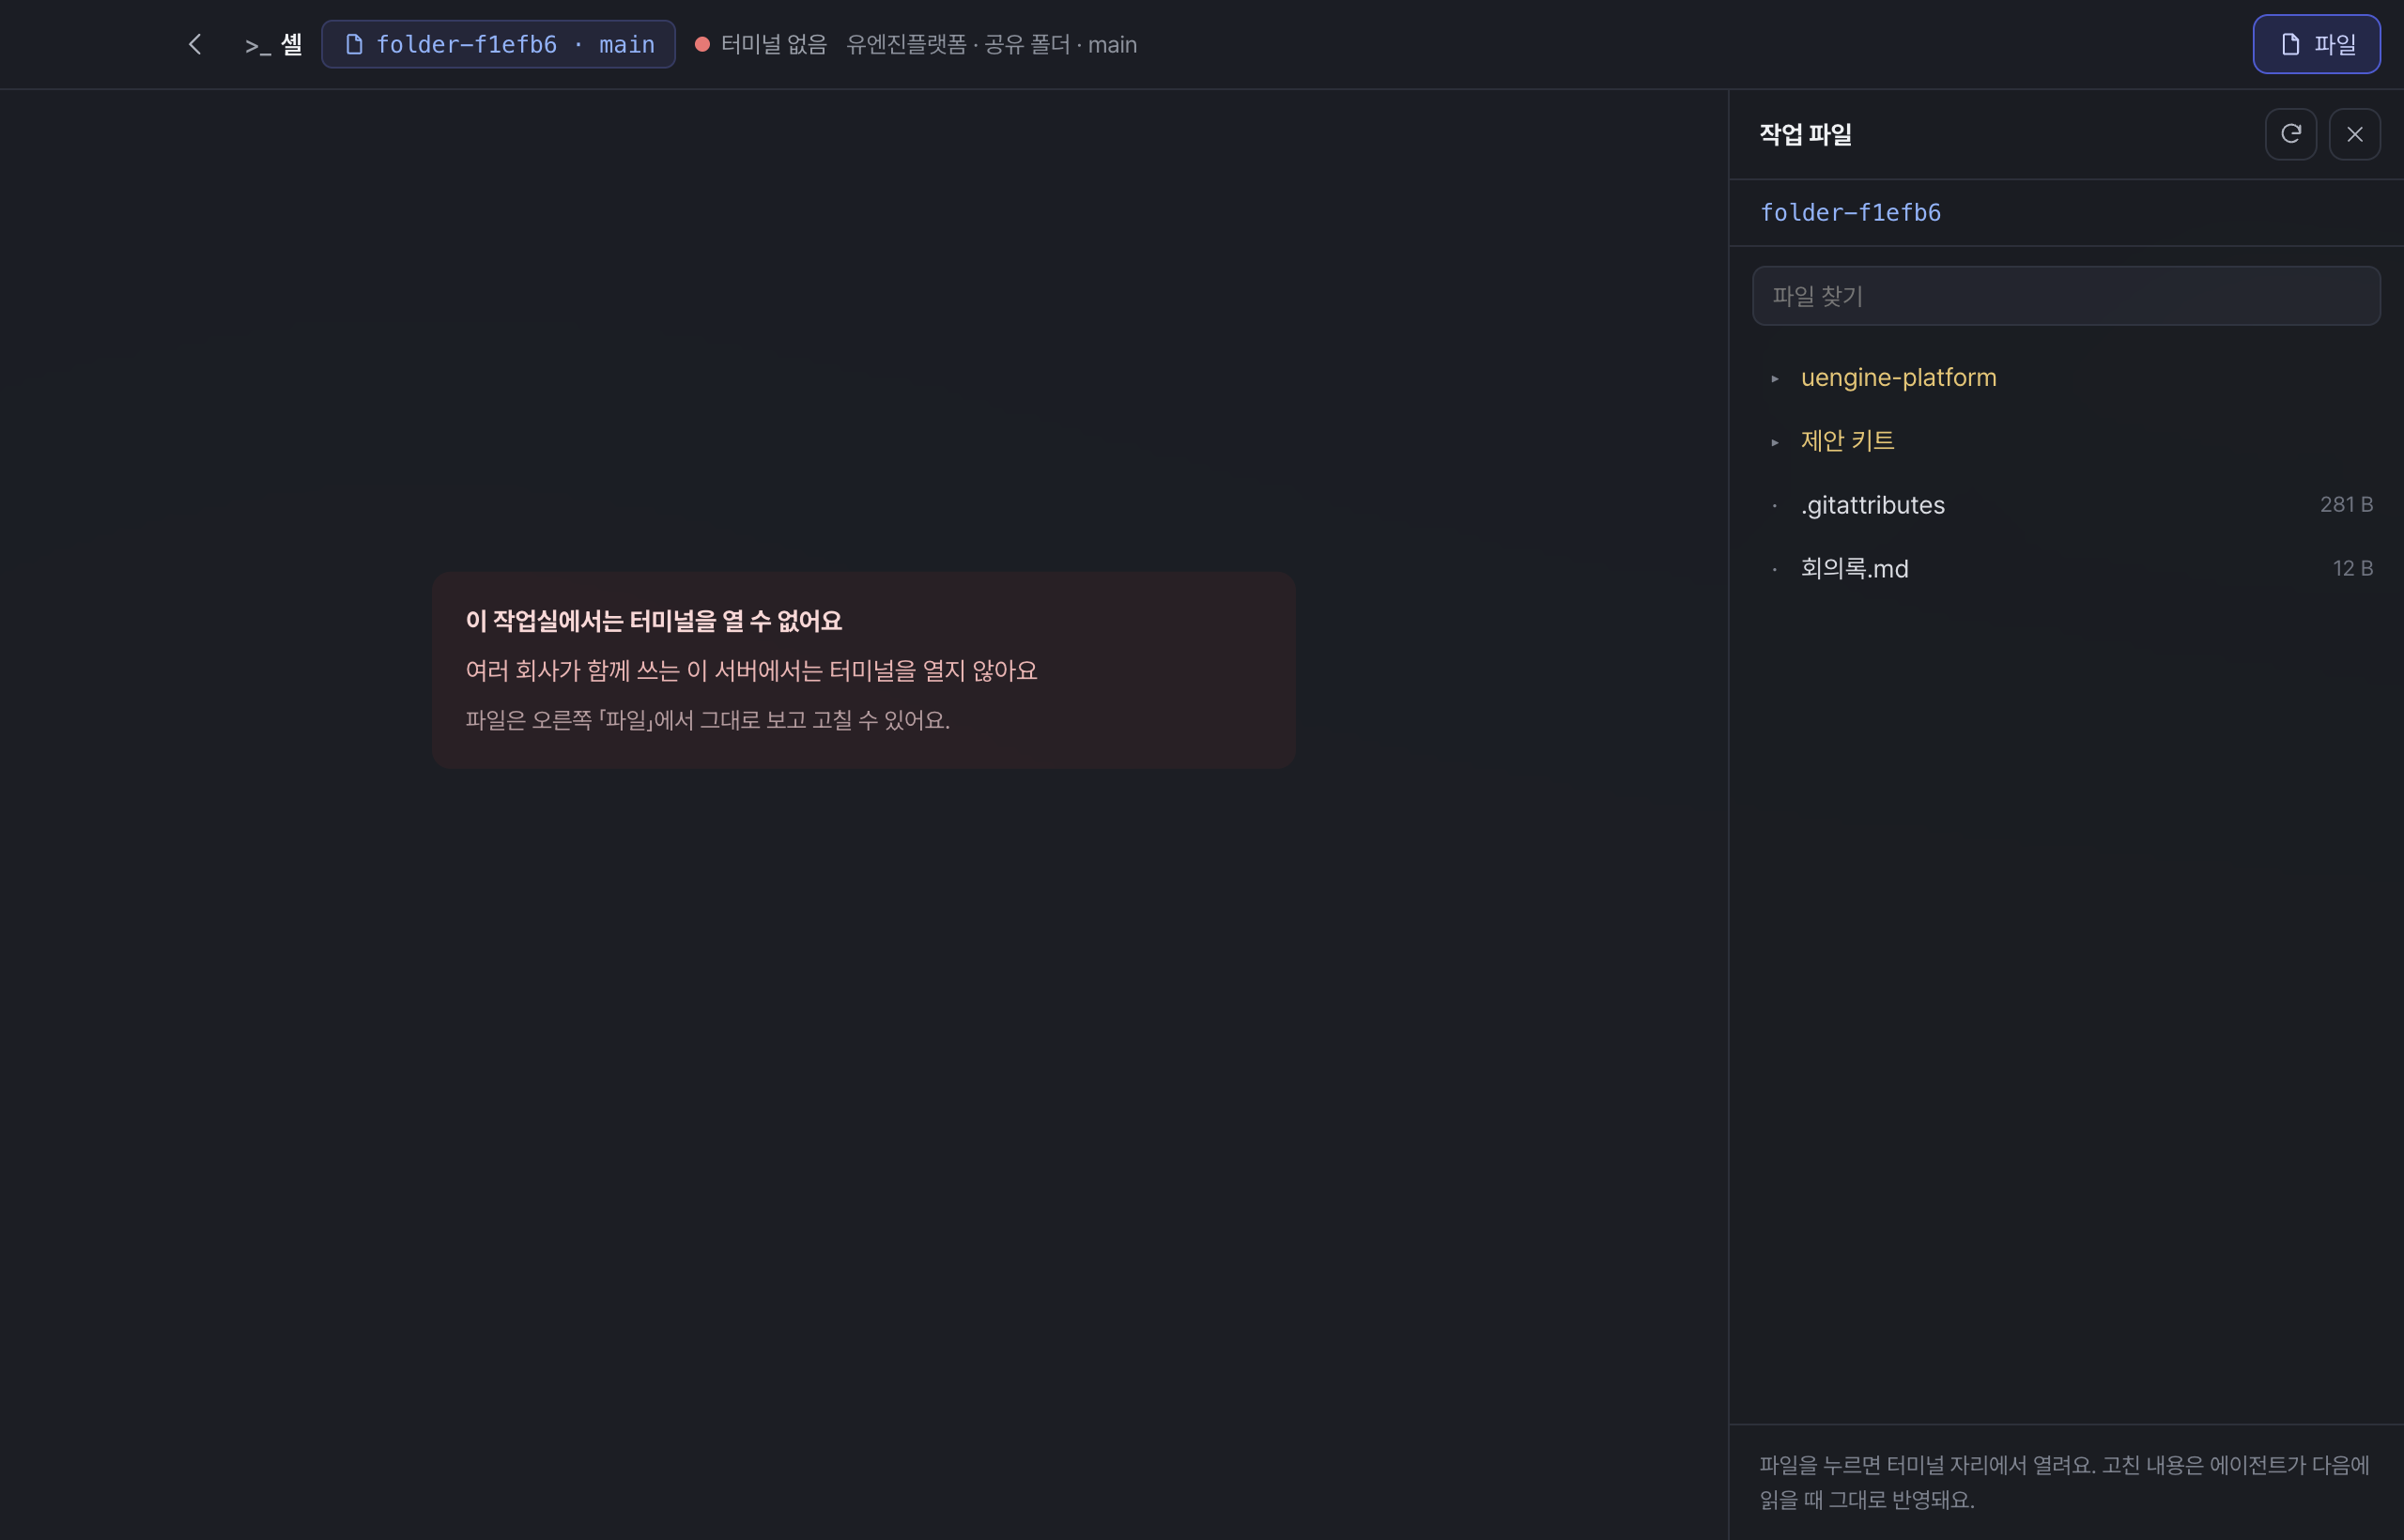 >_ 셸
folder-f1efb6 · main
터미널 없음
유엔진플랫폼 · 공유 폴더 · main
파일
작업 파일
folder-f1efb6
파일 찾기
▸ uengine-platform
▸ 제안 키트
· .gitattributes 281 B
· 회의록.md 12 B
이 작업실에서는 터미널을 열 수 없어요
여러 회사가 함께 쓰는 이 서버에서는 터미널을 열지 않아요
파일은 오른쪽 「파일」에서 그대로 보고 고칠 수 있어요.
파일을 누르면 터미널 자리에서 열려요. 고친 내용은 에이전트가 다음에
읽을 때 그대로 반영돼요.